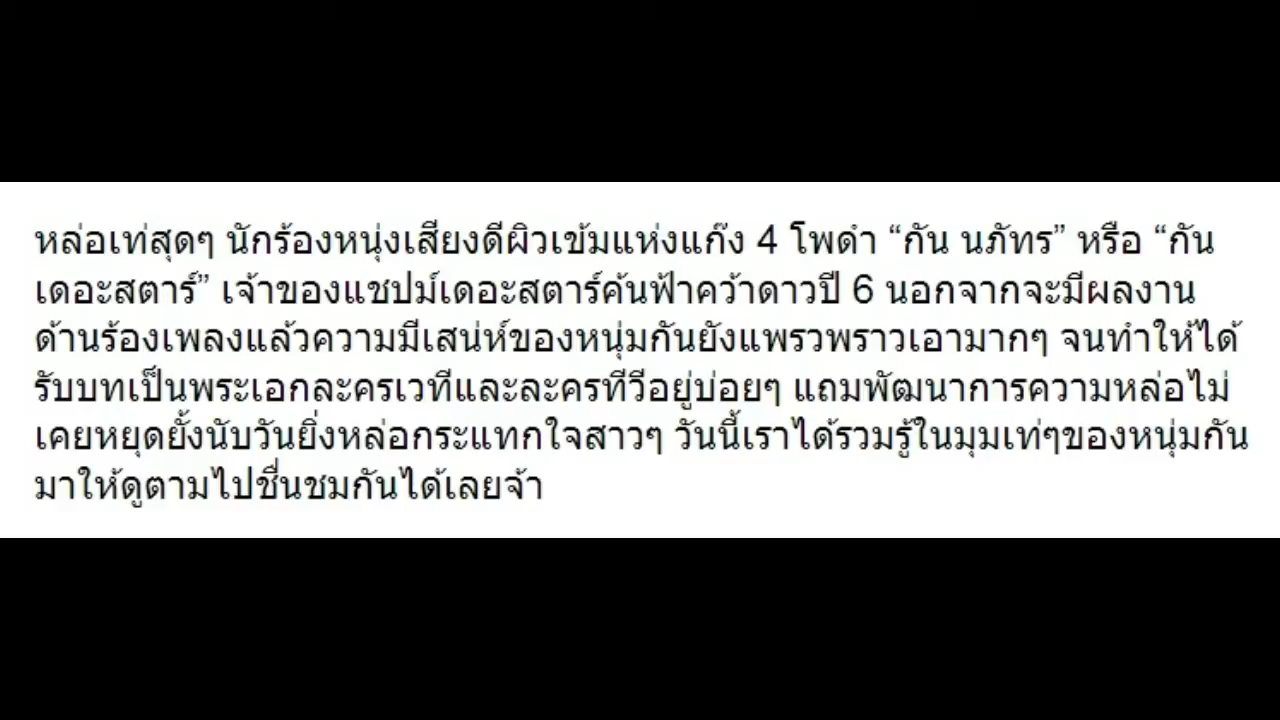 หล่อเท่สุดๆ นักร้องหนุ่งเสียงดีผิวเข้มแห่งแก๊ง 4 โพดำ “กัน นภัทร” หรือ “กัน
เดอะสตาร์” เจ้าของแชปม์เดอะสตาร์ค้นฟ้าคว้าดาวปี 6 นอกจากจะมีผลงาน
ด้านร้องเพลงแล้วความมีเสน่ห์ของหนุ่มกันยังแพรวพราวเอามากๆ จนทำให้ได้
รับบทเป็นพระเอกละครเวทีและละครทีวีอยู่บ่อยๆ แถมพัฒนาการความหล่อไม่
เคยหยุดยั้งนับวันยิ่งหล่อกระแทกใจสาวๆ วันนี้เราได้รวมรู้ในมุมเท่ๆของหนุ่มกัน
มาให้ดูตามไปชื่นชมกันได้เลยจ้า